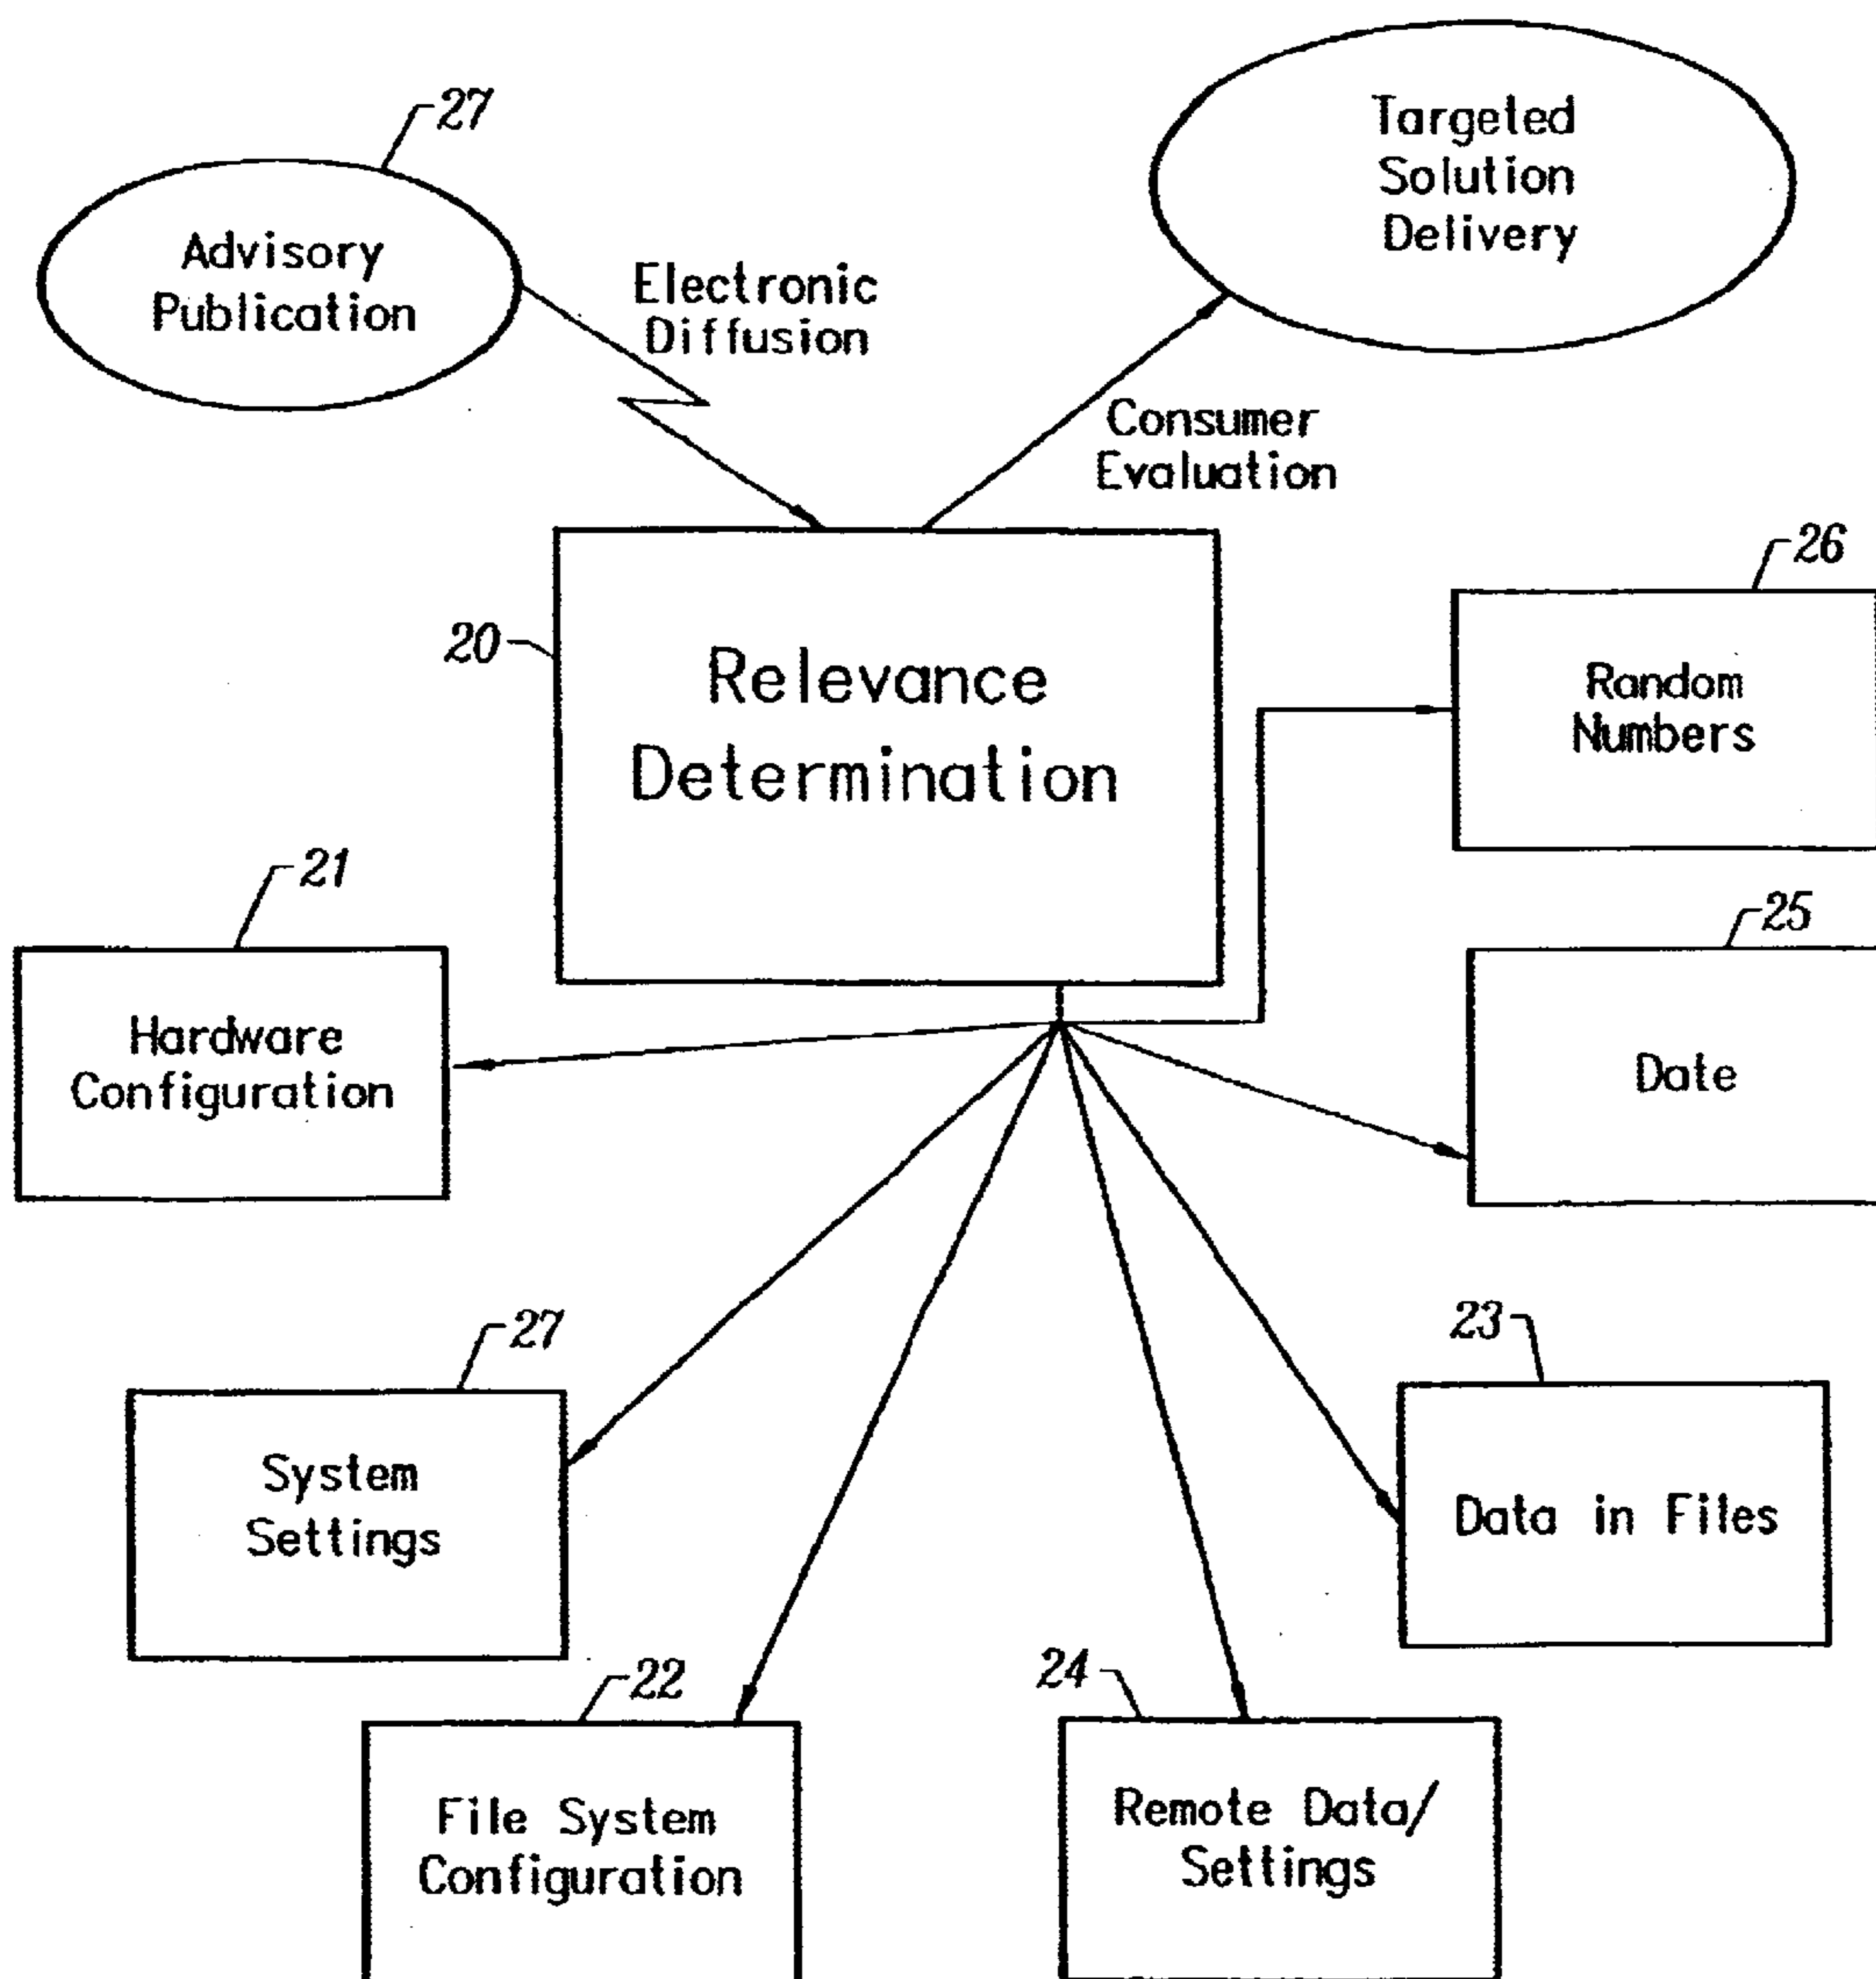 27
Advisory
Publication
Targeted
Solution
Delivery
Electronic
Diffusion
Consumer
Evaluation
20
Relevance
Determination
26
Random
Numbers
21
Hardware
Configuration
25
Date
27
System
Settings
23
Data in Files
22
File System
Configuration
24
Remote Data/
Settings